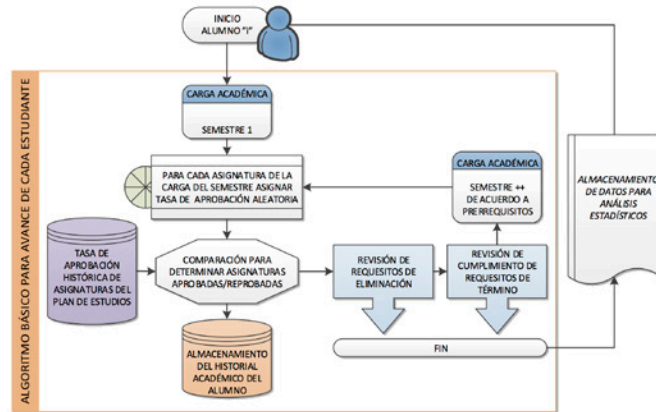 INICIO
ALUMNO "i"
ALGORITMO BÁSICO PARA AVANCE DE CADA ESTUDIANTE
CARGA ACADÉMICA
SEMESTRE 1
PARA CADA ASIGNATURA DE LA
CARGA DEL SEMESTRE ASIGNAR
TASA DE APROBACIÓN ALEATORIA
CARGA ACADÉMICA
SEMESTRE ++
DE ACUERDO A
PRERREQUISITOS
ALMACENAMIENTO
DE DATOS PARA
ANÁLISIS
ESTADÍSTICOS
TASA DE
APROBACIÓN
HISTÓRICA DE
ASIGNATURAS DEL
PLAN DE ESTUDIOS
COMPARACIÓN PARA
DETERMINAR ASIGNATURAS
APROBADAS/REPROBADAS
REVISIÓN DE
REQUESITOS DE
ELIMINACIÓN
REVISIÓN DE
CUMPLIMENTO DE
REQUESITOS DE
TÉRMINO
ALMACENAMIENTO
DEL HISTORIAL
ACADÉMICO DEL
ALUMNO
FIN